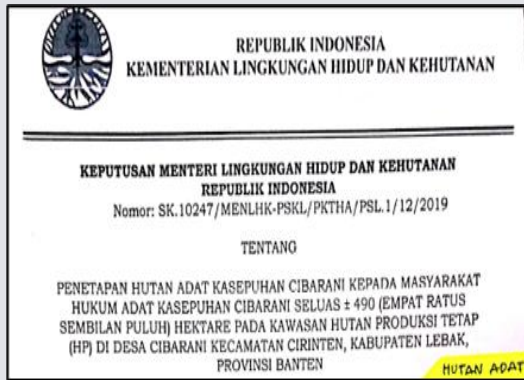 REPUBLIK INDONESIA
KEMENTERIAN LINGKUNGAN HIDUP DAN KEHUTANAN
KEPUTUSAN MENTERI LINGKUNGAN HIDUP DAN KEHUTANAN
REPUBLIK INDONESIA
Nomor: SK.10247/MENLHK-PSKL/PKTHA/PSL.1/12/2019
TENTANG
PENETAPAN HUTAN ADAT KASEPUHAN CIBARANI KEPADA MASYARAKAT
HUKUM ADAT KASEPUHAN CIBARANI SELUAS ± 490 (EMPAT RATUS
SEMBILAN PULUH) HEKTARE PADA KAWASAN HUTAN PRODUKSI TETAP
(HP) DI DESA CIBARANI KECAMATAN CIRINTEN, KABUPATEN LEBAK,
PROVINSI BANTEN
HUTAN ADAT